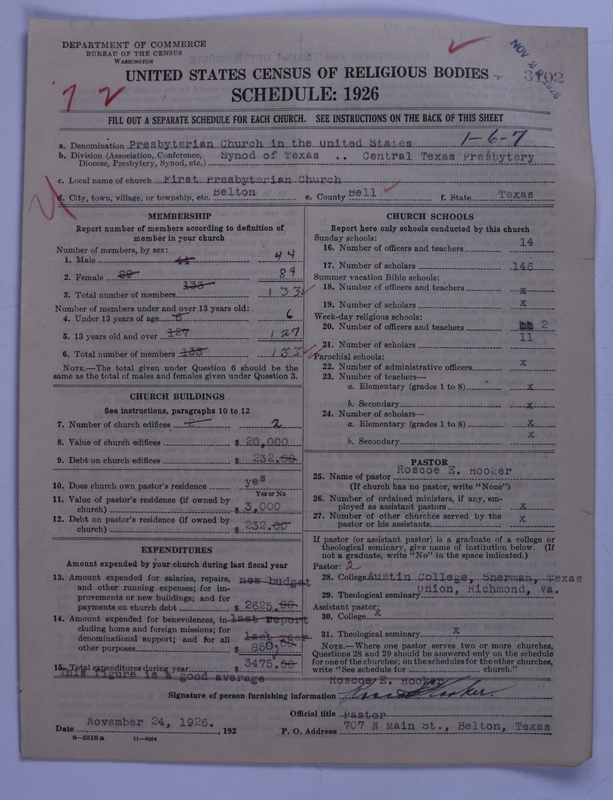 DEPARTMENT OF COMMERCE
BUREAU OF THE CENSUS
WASHINGTON
UNITED STATES CENSUS OF RELIGIOUS BODIES
SCHEDULE: 1926
7 2
FILL OUT A SEPARATE SCHEDULE FOR EACH CHURCH. SEE INSTRUCTIONS ON THE BACK OF THIS SHEET
a. Denomination Presbyterian Church in the United States 1-6-7
b. Division (Association, Conference, Diocese, Presbytery, Synod, etc.) Synod of Texas .. Central Texas Presbytery
c. Local name of church First Presbyterian Church
d. City, town, village, or township, etc. Belton e. County Bell f. State Texas
MEMBERSHIP
Report number of members according to definition of
member in your church
Number of members, by sex:
1. Male 44 44
2. Female 89 89
3. Total number of members 133 133
Number of members under and over 13 years old:
4. Under 13 years of age 6 6
5. 13 years old and over 127 127
6. Total number of members 133 133
NOTE.—The total given under Question 6 should be the
same as the total of males and females given under Question 3.
CHURCH BUILDINGS
See instructions, paragraphs 10 to 12
7. Number of church edifices 2
8. Value of church edifices $ 20,000
9. Debt on church edifices $ 232.00
10. Does church own pastor's residence yes
Yes or No
11. Value of pastor's residence (if owned by
church) $ 3,000
12. Debt on pastor's residence (if owned by
church) $ 232.00
EXPENDITURES
Amount expended by your church during last fiscal year
13. Amount expended for salaries, repairs, new budget
and other running expenses; for im-
provements or new buildings; and for
payments on church debt $ 2625.00
14. Amount expended for benevolences, in- last report
cluding home and foreign missions; for
denominational support; and for all last year
other purposes $ 850.00
15. Total expenditures during year $ 3475.00
This figure is a good average
CHURCH SCHOOLS
Report here only schools conducted by this church
Sunday schools:
16. Number of officers and teachers 14
17. Number of scholars 146
Summer vacation Bible schools:
18. Number of officers and teachers x
19. Number of scholars x
Week-day religious schools:
20. Number of officers and teachers 2
21. Number of scholars 11
Parochial schools:
22. Number of administrative officers x
23. Number of teachers—
a. Elementary (grades 1 to 8) x
b. Secondary x
24. Number of scholars—
a. Elementary (grades 1 to 8) x
b. Secondary x
PASTOR
25. Name of pastor Roscoe E. Hooker
(If church has no pastor, write "None")
26. Number of ordained ministers, if any, em-
ployed as assistant pastors x
27. Number of other churches served by the
pastor or his assistants x
If pastor (or assistant pastor) is a graduate of a college or
theological seminary, give name of institution below. (If
not a graduate, write "No" in the space indicated.)
Pastor: 2
28. College Austin College, Sherman, Texas
29. Theological seminary Union, Richmond, Va.
Assistant pastor:
30. College x
31. Theological seminary x
NOTE.—Where one pastor serves two or more churches,
Questions 28 and 29 should be answered only on the schedule
for one of the churches; on the schedules for the other churches,
write "See schedule for church."
Roscoe E. Hooker
Signature of person furnishing information Roscoe E. Hooker.
Official title Pastor
Date November 24, 1926. , 192 P. O. Address 707 N Main St., Belton, Texas
8—5518a 11—9024